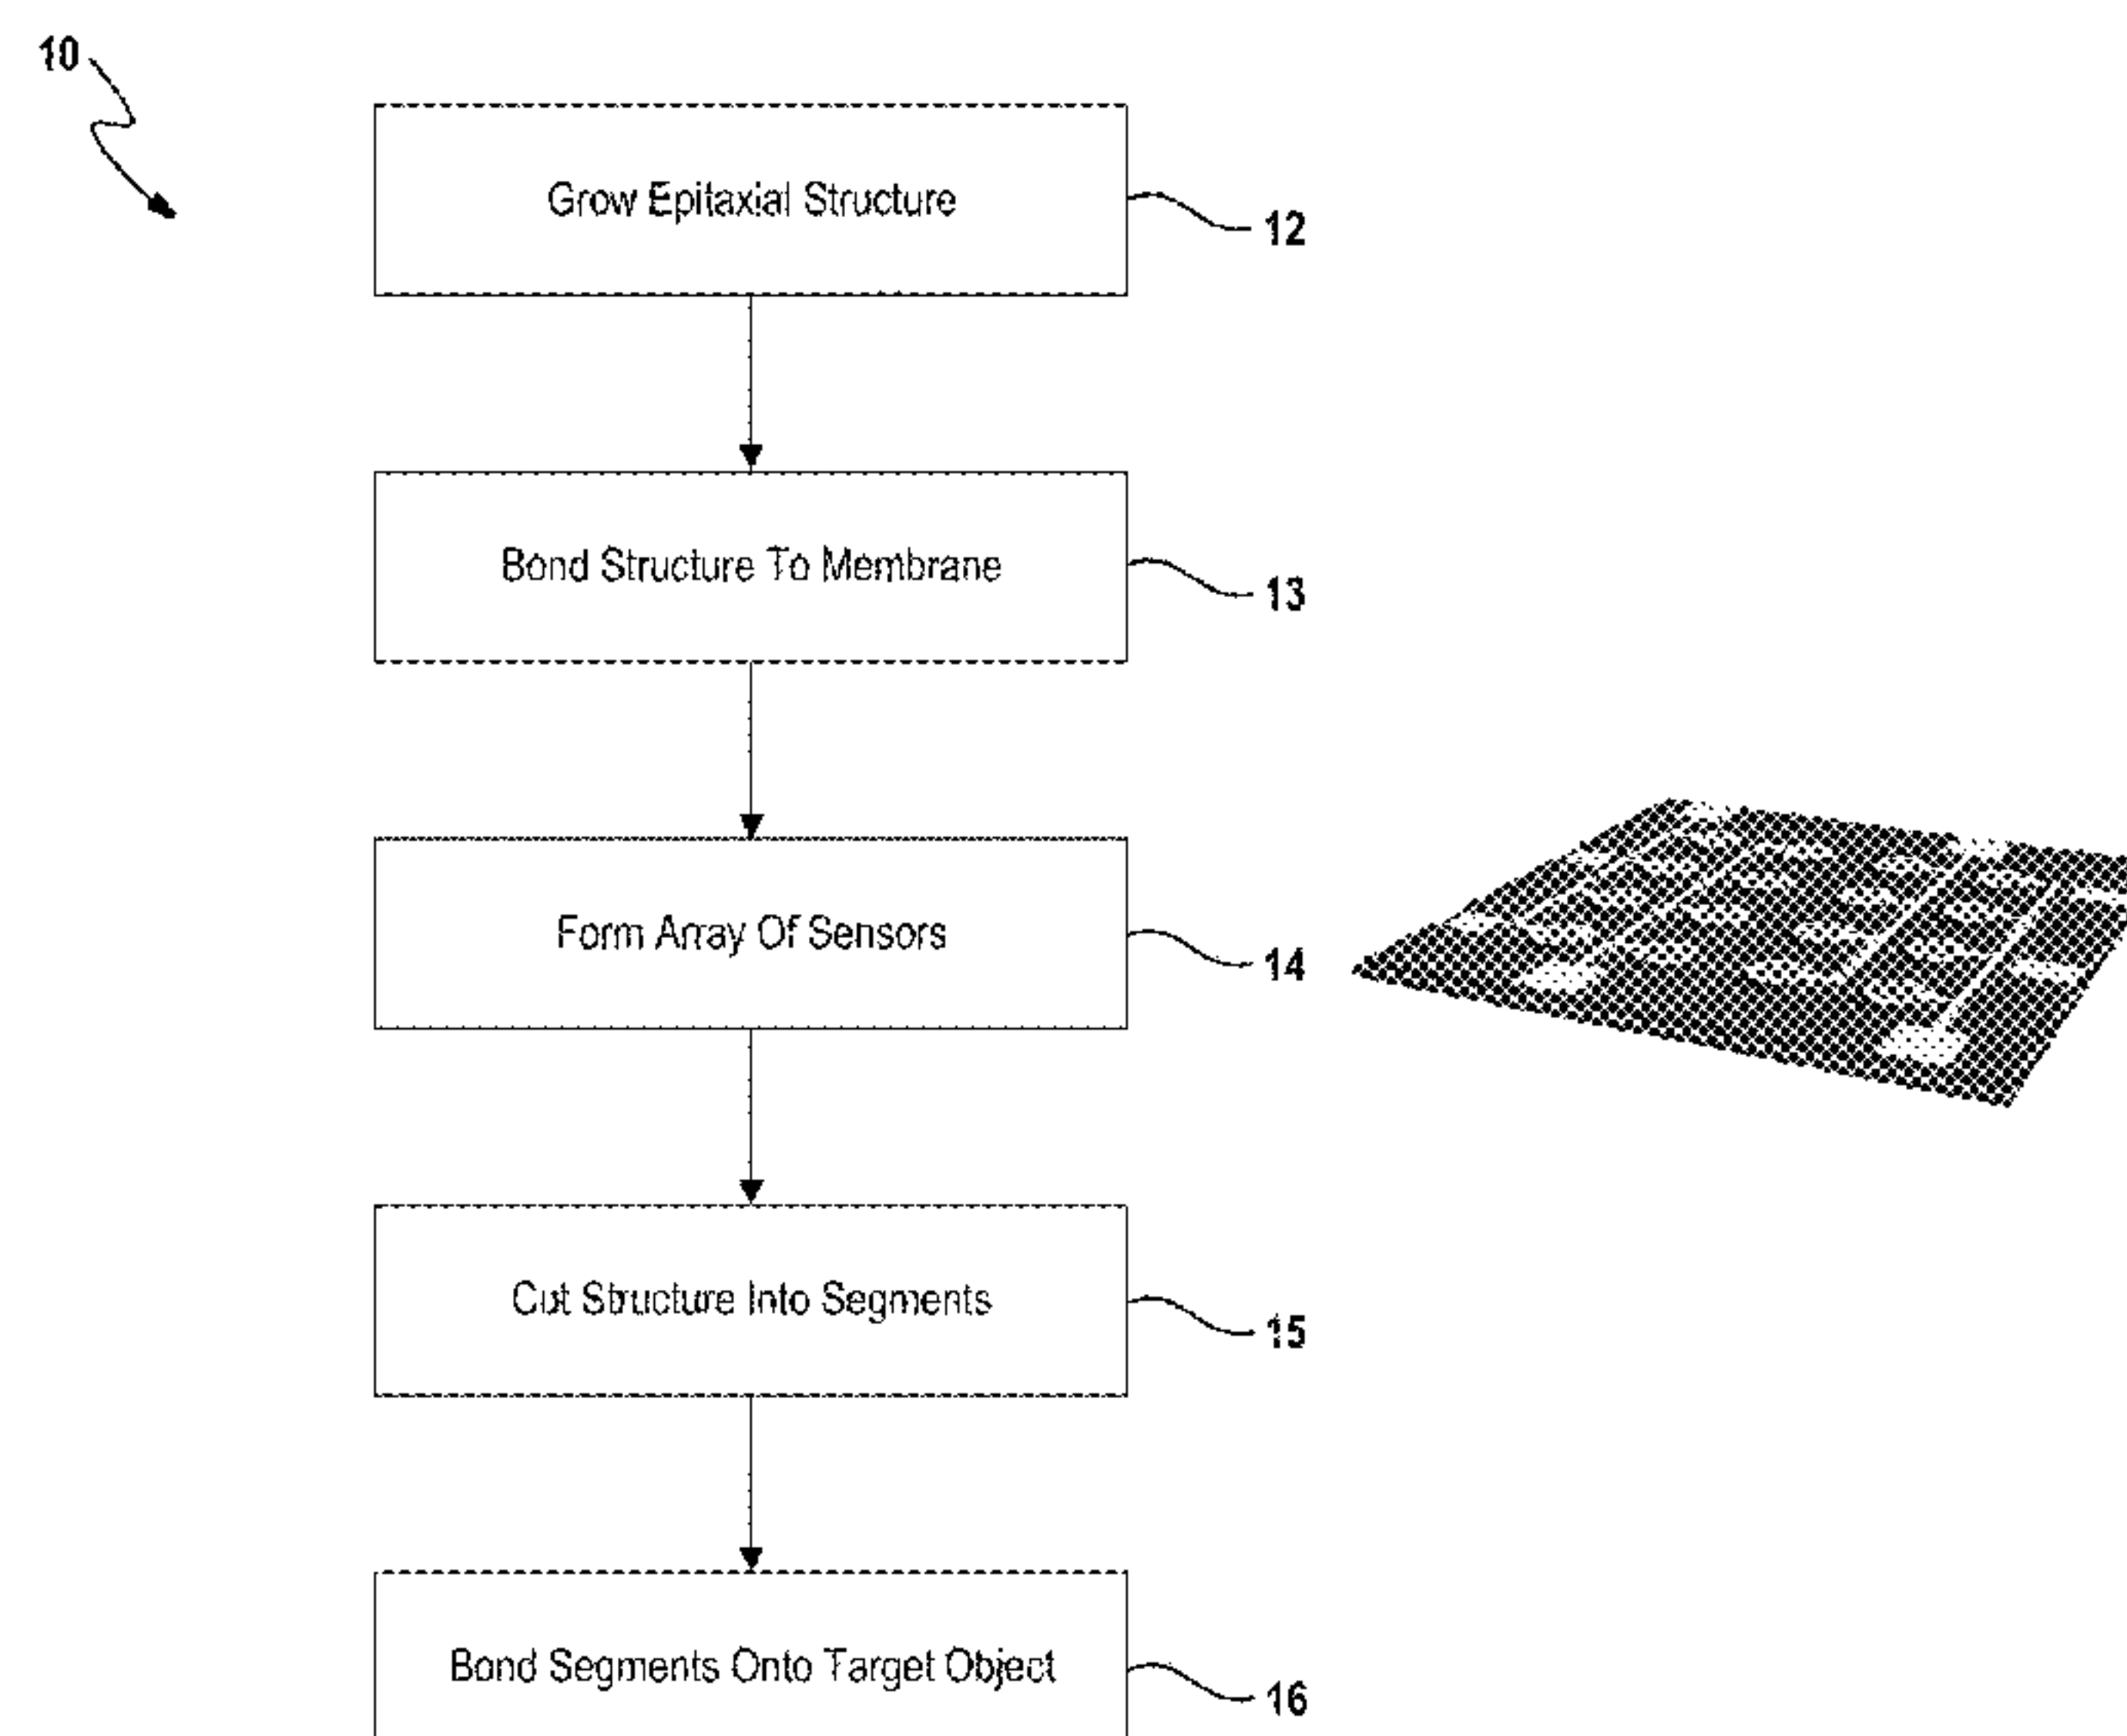 10
Grow Epitaxial Structure
12
Bond Structure To Membrane
13
Form Array Of Sensors
14
Cut Structure Into Segments
15
Bond Segments Onto Target Object
16